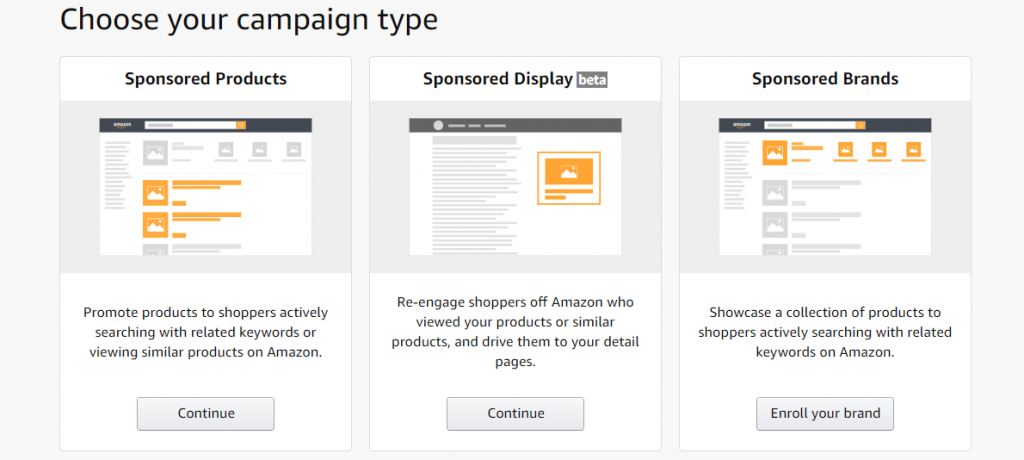 Choose your campaign type
Sponsored Products
amazon
Promote products to shoppers actively
searching with related keywords or
viewing similar products on Amazon.
Continue
Sponsored Display beta
Re-engage shoppers off Amazon who
viewed your products or similar
products, and drive them to your detail
pages.
Continue
Sponsored Brands
amazon
Showcase a collection of products to
shoppers actively searching with related
keywords on Amazon.
Enroll your brand